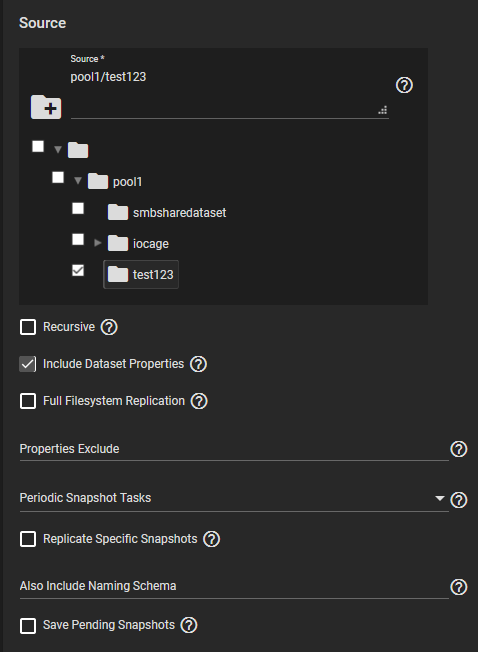 Source
Source *
pool1/test123
pool1
smbsharedataset
iocage
test123
Recursive
Include Dataset Properties
Full Filesystem Replication
Properties Exclude
Periodic Snapshot Tasks
Replicate Specific Snapshots
Also Include Naming Schema
Save Pending Snapshots